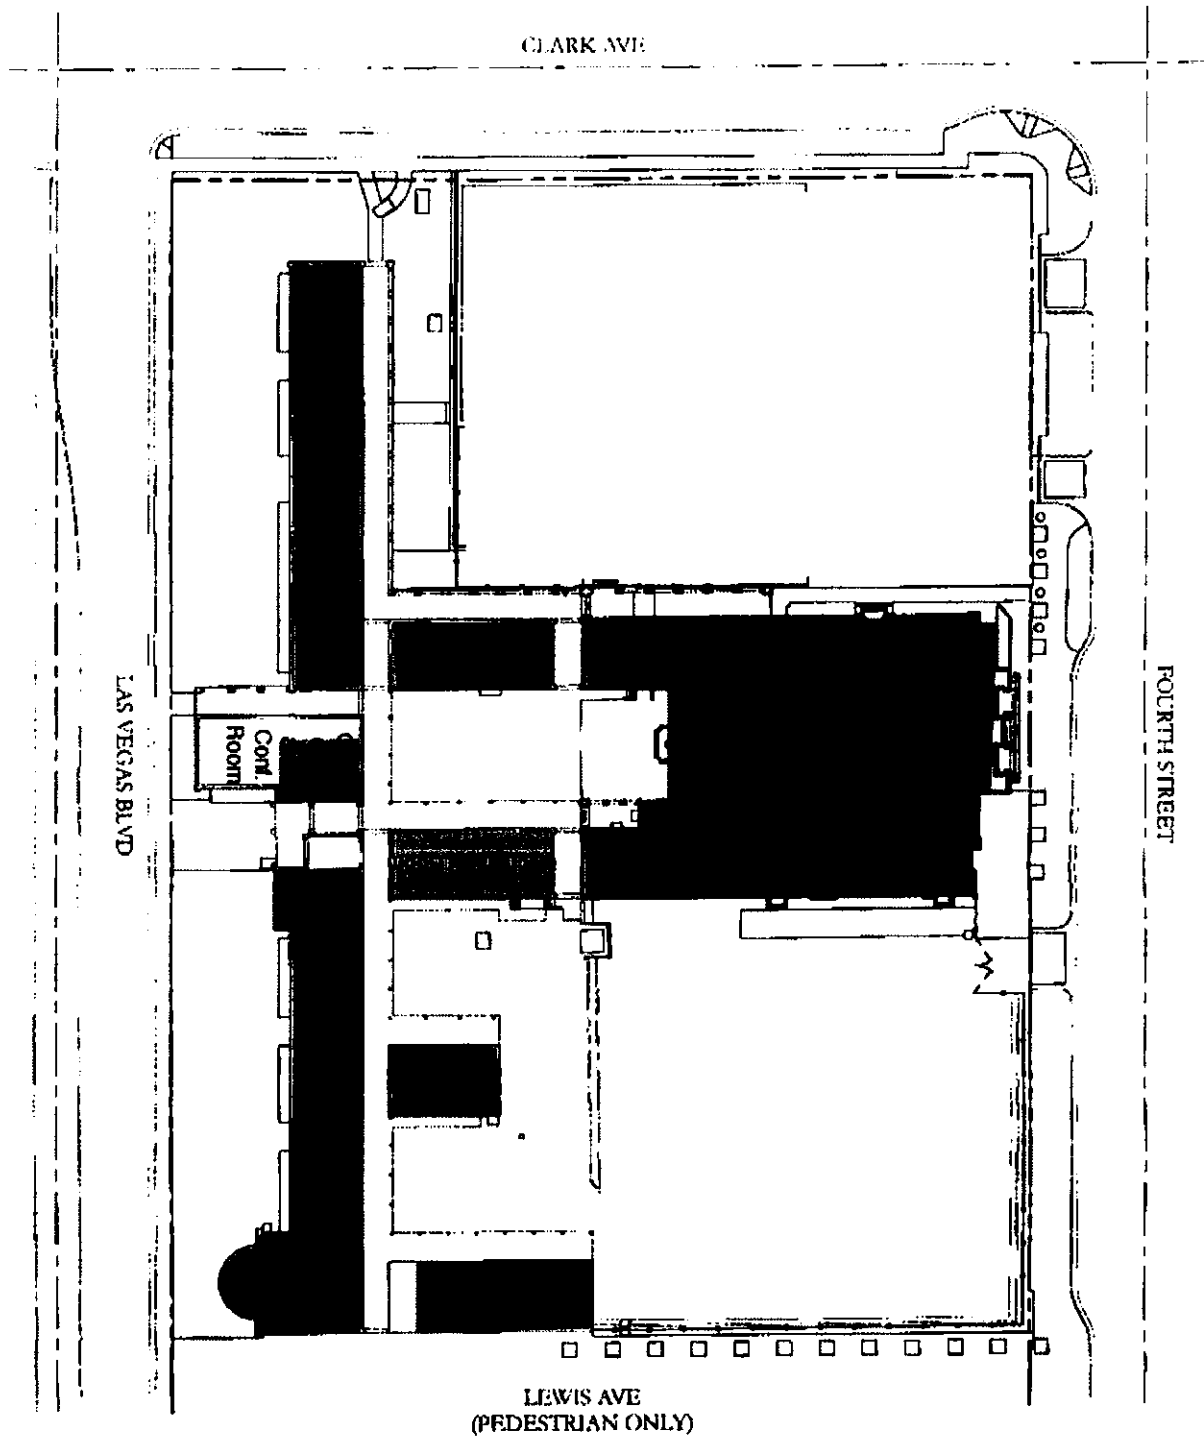 CLARK AVE
LAS VEGAS BLVD
Conf.
Room
FOURTH STREET
LEWIS AVE
(PEDESTRIAN ONLY)